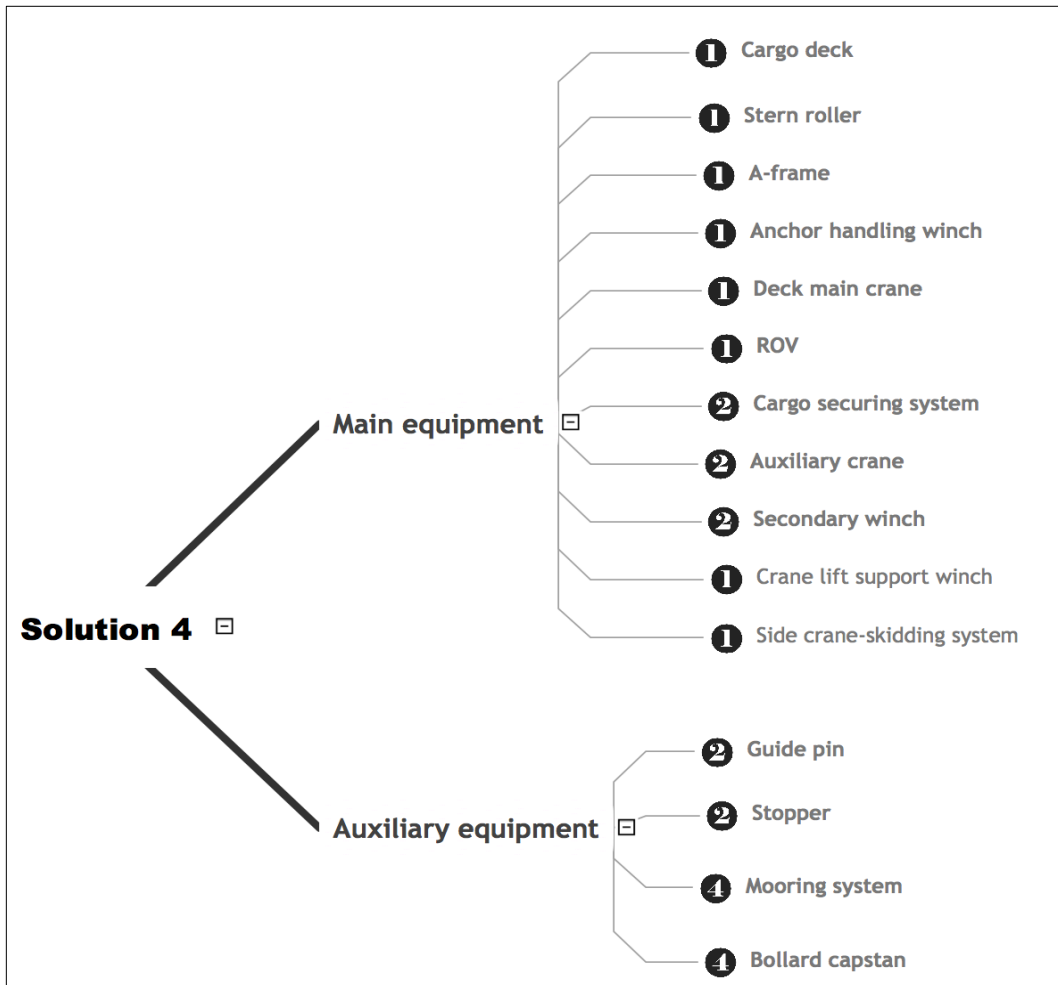 1 Cargo deck
1 Stern roller
1 A-frame
1 Anchor handling winch
1 Deck main crane
1 ROV
Main equipment
2 Cargo securing system
2 Auxiliary crane
2 Secondary winch
1 Crane lift support winch
1 Side crane-skidding system
Solution 4
2 Guide pin
2 Stopper
Auxiliary equipment
4 Mooring system
4 Bollard capstan